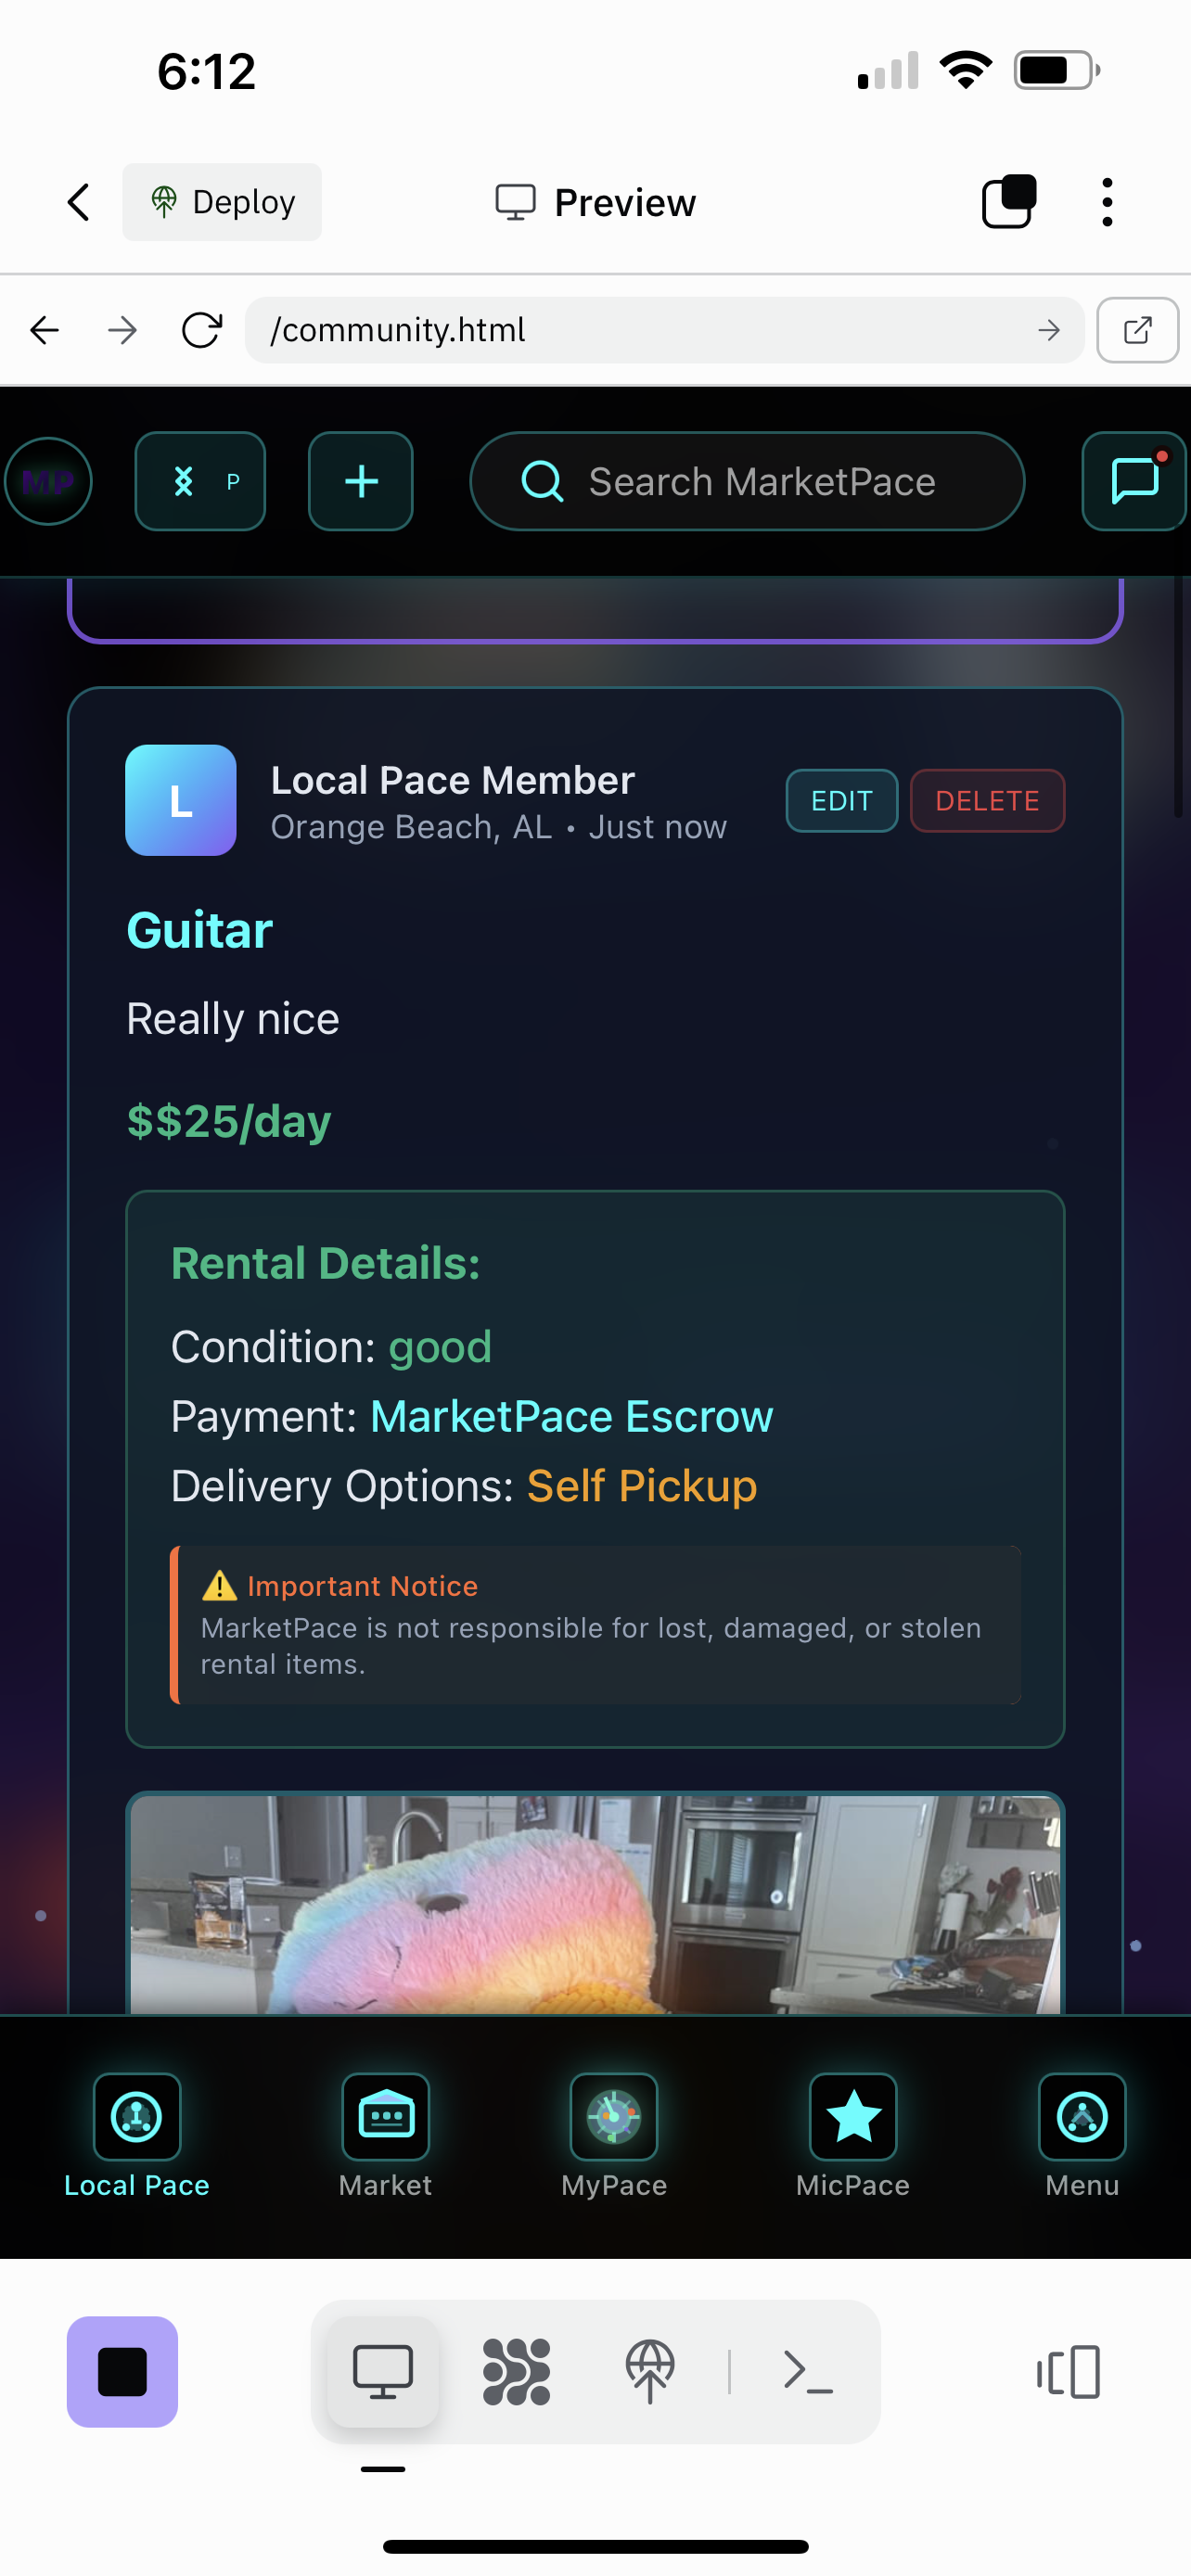 6:12
Deploy
Preview
/community.html
MP
P
Search MarketPace
L
Local Pace Member
EDIT
DELETE
Orange Beach, AL • Just now
Guitar
Really nice
$$25/day
Rental Details:
Condition: good
Payment: MarketPace Escrow
Delivery Options: Self Pickup
⚠️ Important Notice
MarketPace is not responsible for lost, damaged, or stolen
rental items.
Local Pace
Market
MyPace
MicPace
Menu